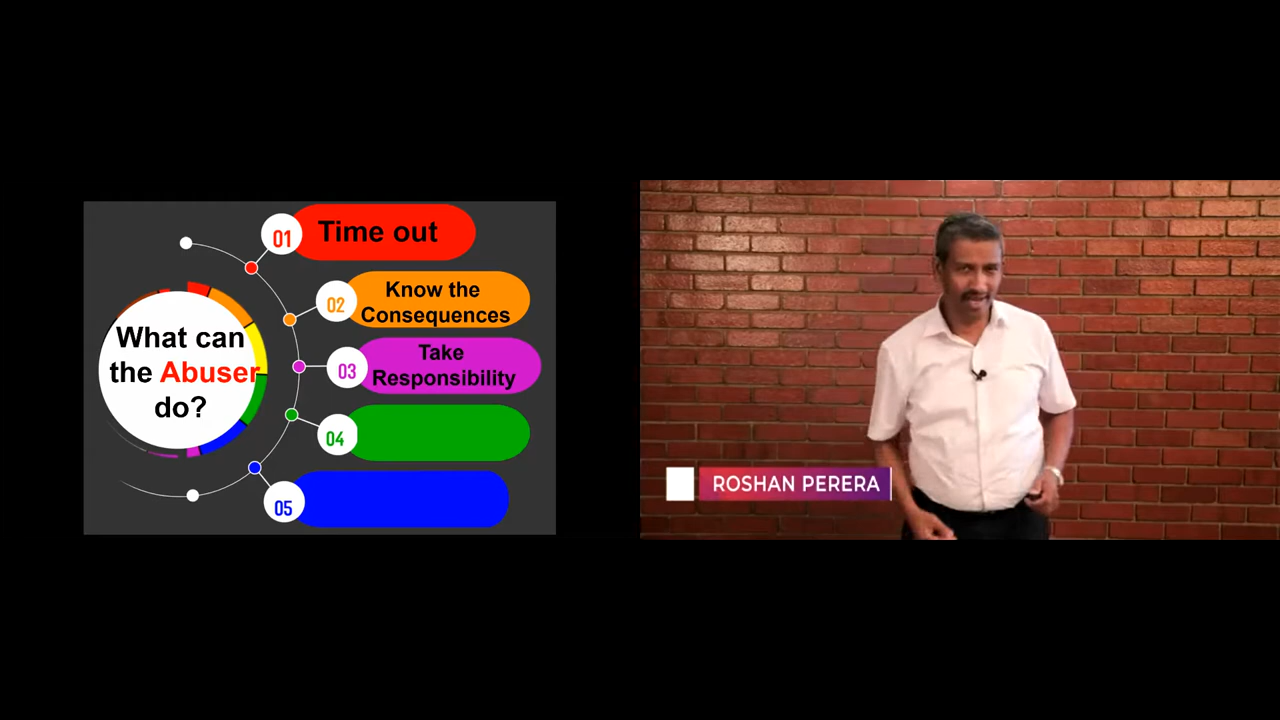 What can
the Abuser
do?
01
Time out
02
Know the
Consequences
03
Take
Responsibility
04
05
ROSHAN PERERA